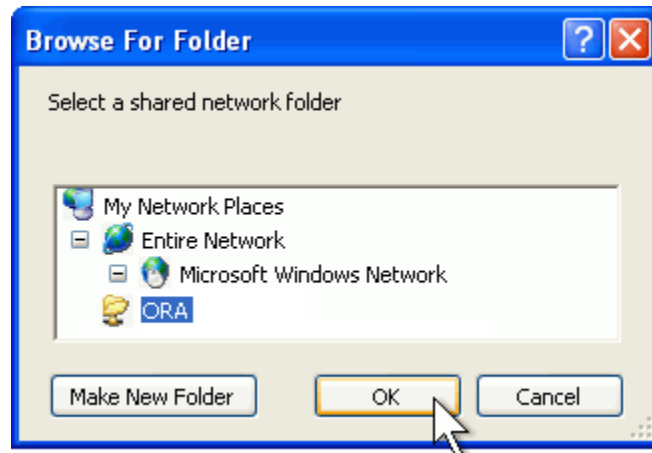 Browse For Folder
Select a shared network folder
My Network Places
Entire Network
Microsoft Windows Network
ORA
Make New Folder OK Cancel